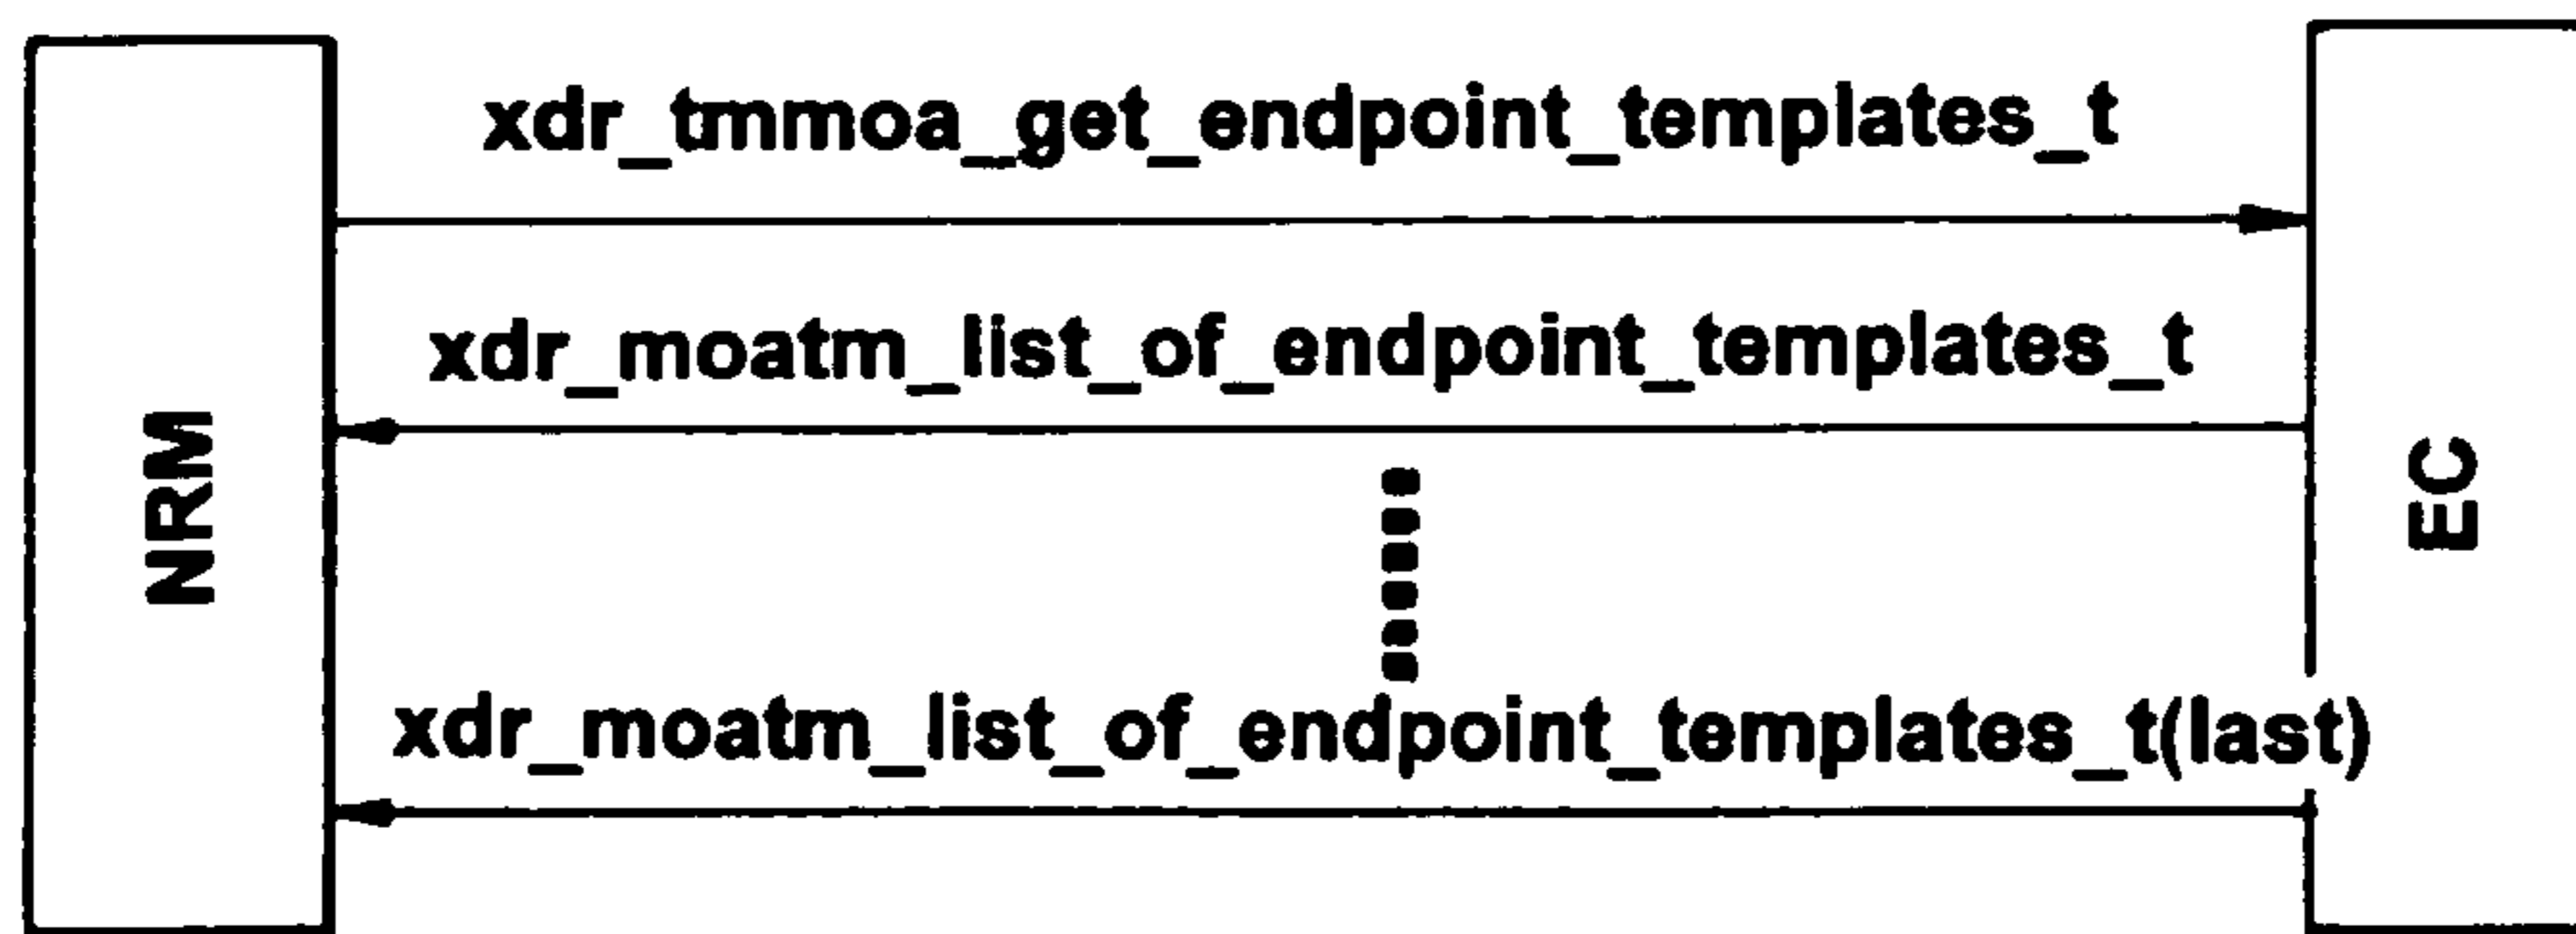 xdr_tmmoa_get_endpoint_templates_t
xdr_moatm_list_of_endpoint_templates_t
NRM
EC
xdr_moatm_list_of_endpoint_templates_t(last)